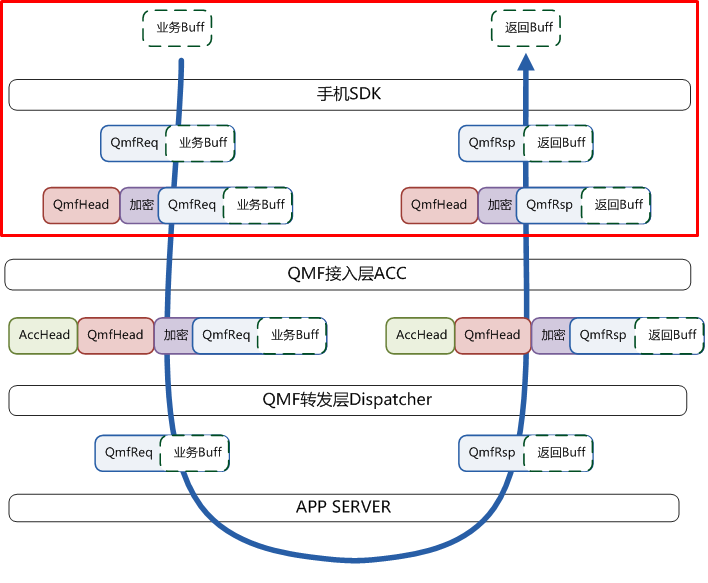 业务Buff 返回Buff
手机SDK
QmfReq 业务Buff QmfRsp 返回Buff
QmfHead 加密 QmfReq 业务Buff QmfHead 加密 QmfRsp 返回Buff
QMF接入层ACC
AccHead QmfHead 加密 QmfReq 业务Buff AccHead QmfHead 加密 QmfRsp 返回Buff
QMF转发层Dispatcher
QmfReq 业务Buff QmfRsp 返回Buff
APP SERVER